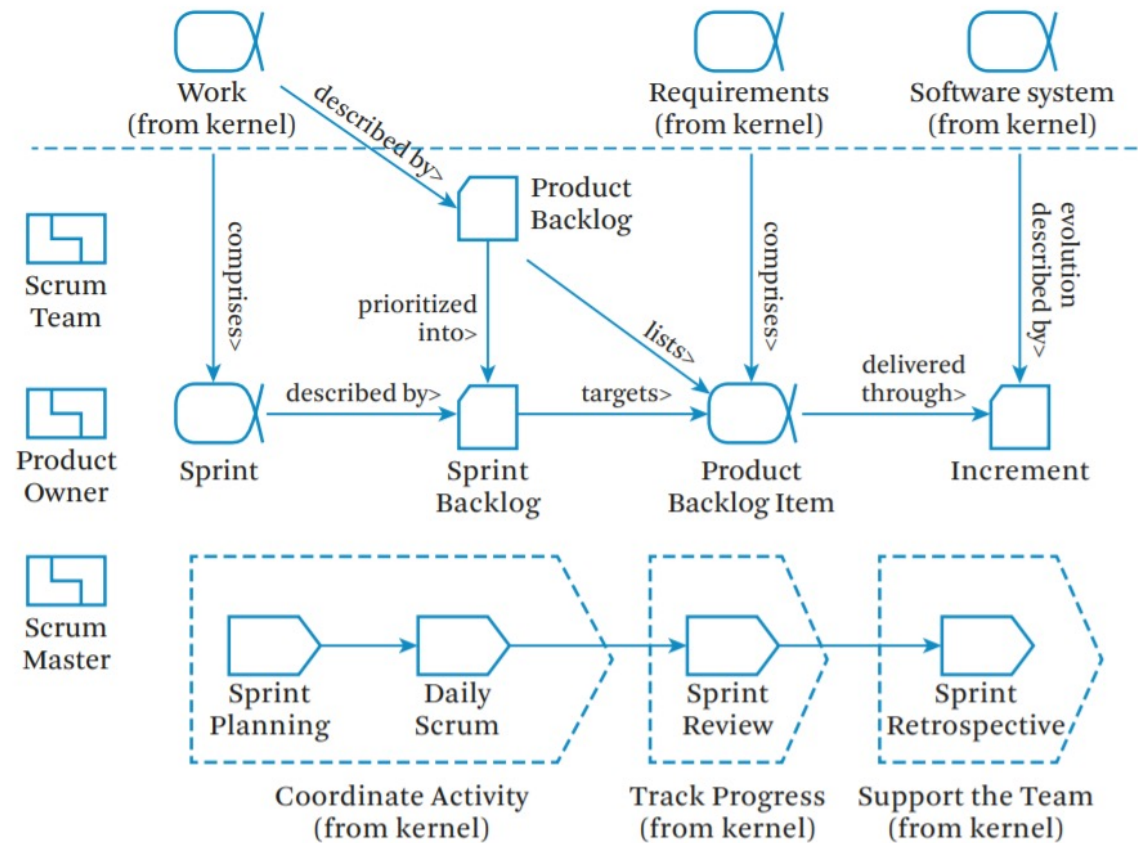 Work
(from kernel)
Requirements
(from kernel)
Software system
(from kernel)
described by>
Product
Backlog
Scrum
Team
comprises>
prioritized
into>
lists>
comprises>
evolution
described by>
delivered
through>
Product
Owner
described by>
targets>
Sprint
Sprint
Backlog
Product
Backlog Item
Increment
Scrum
Master
Sprint
Planning
Daily
Scrum
Sprint
Review
Sprint
Retrospective
Coordinate Activity
(from kernel)
Track Progress
(from kernel)
Support the Team
(from kernel)